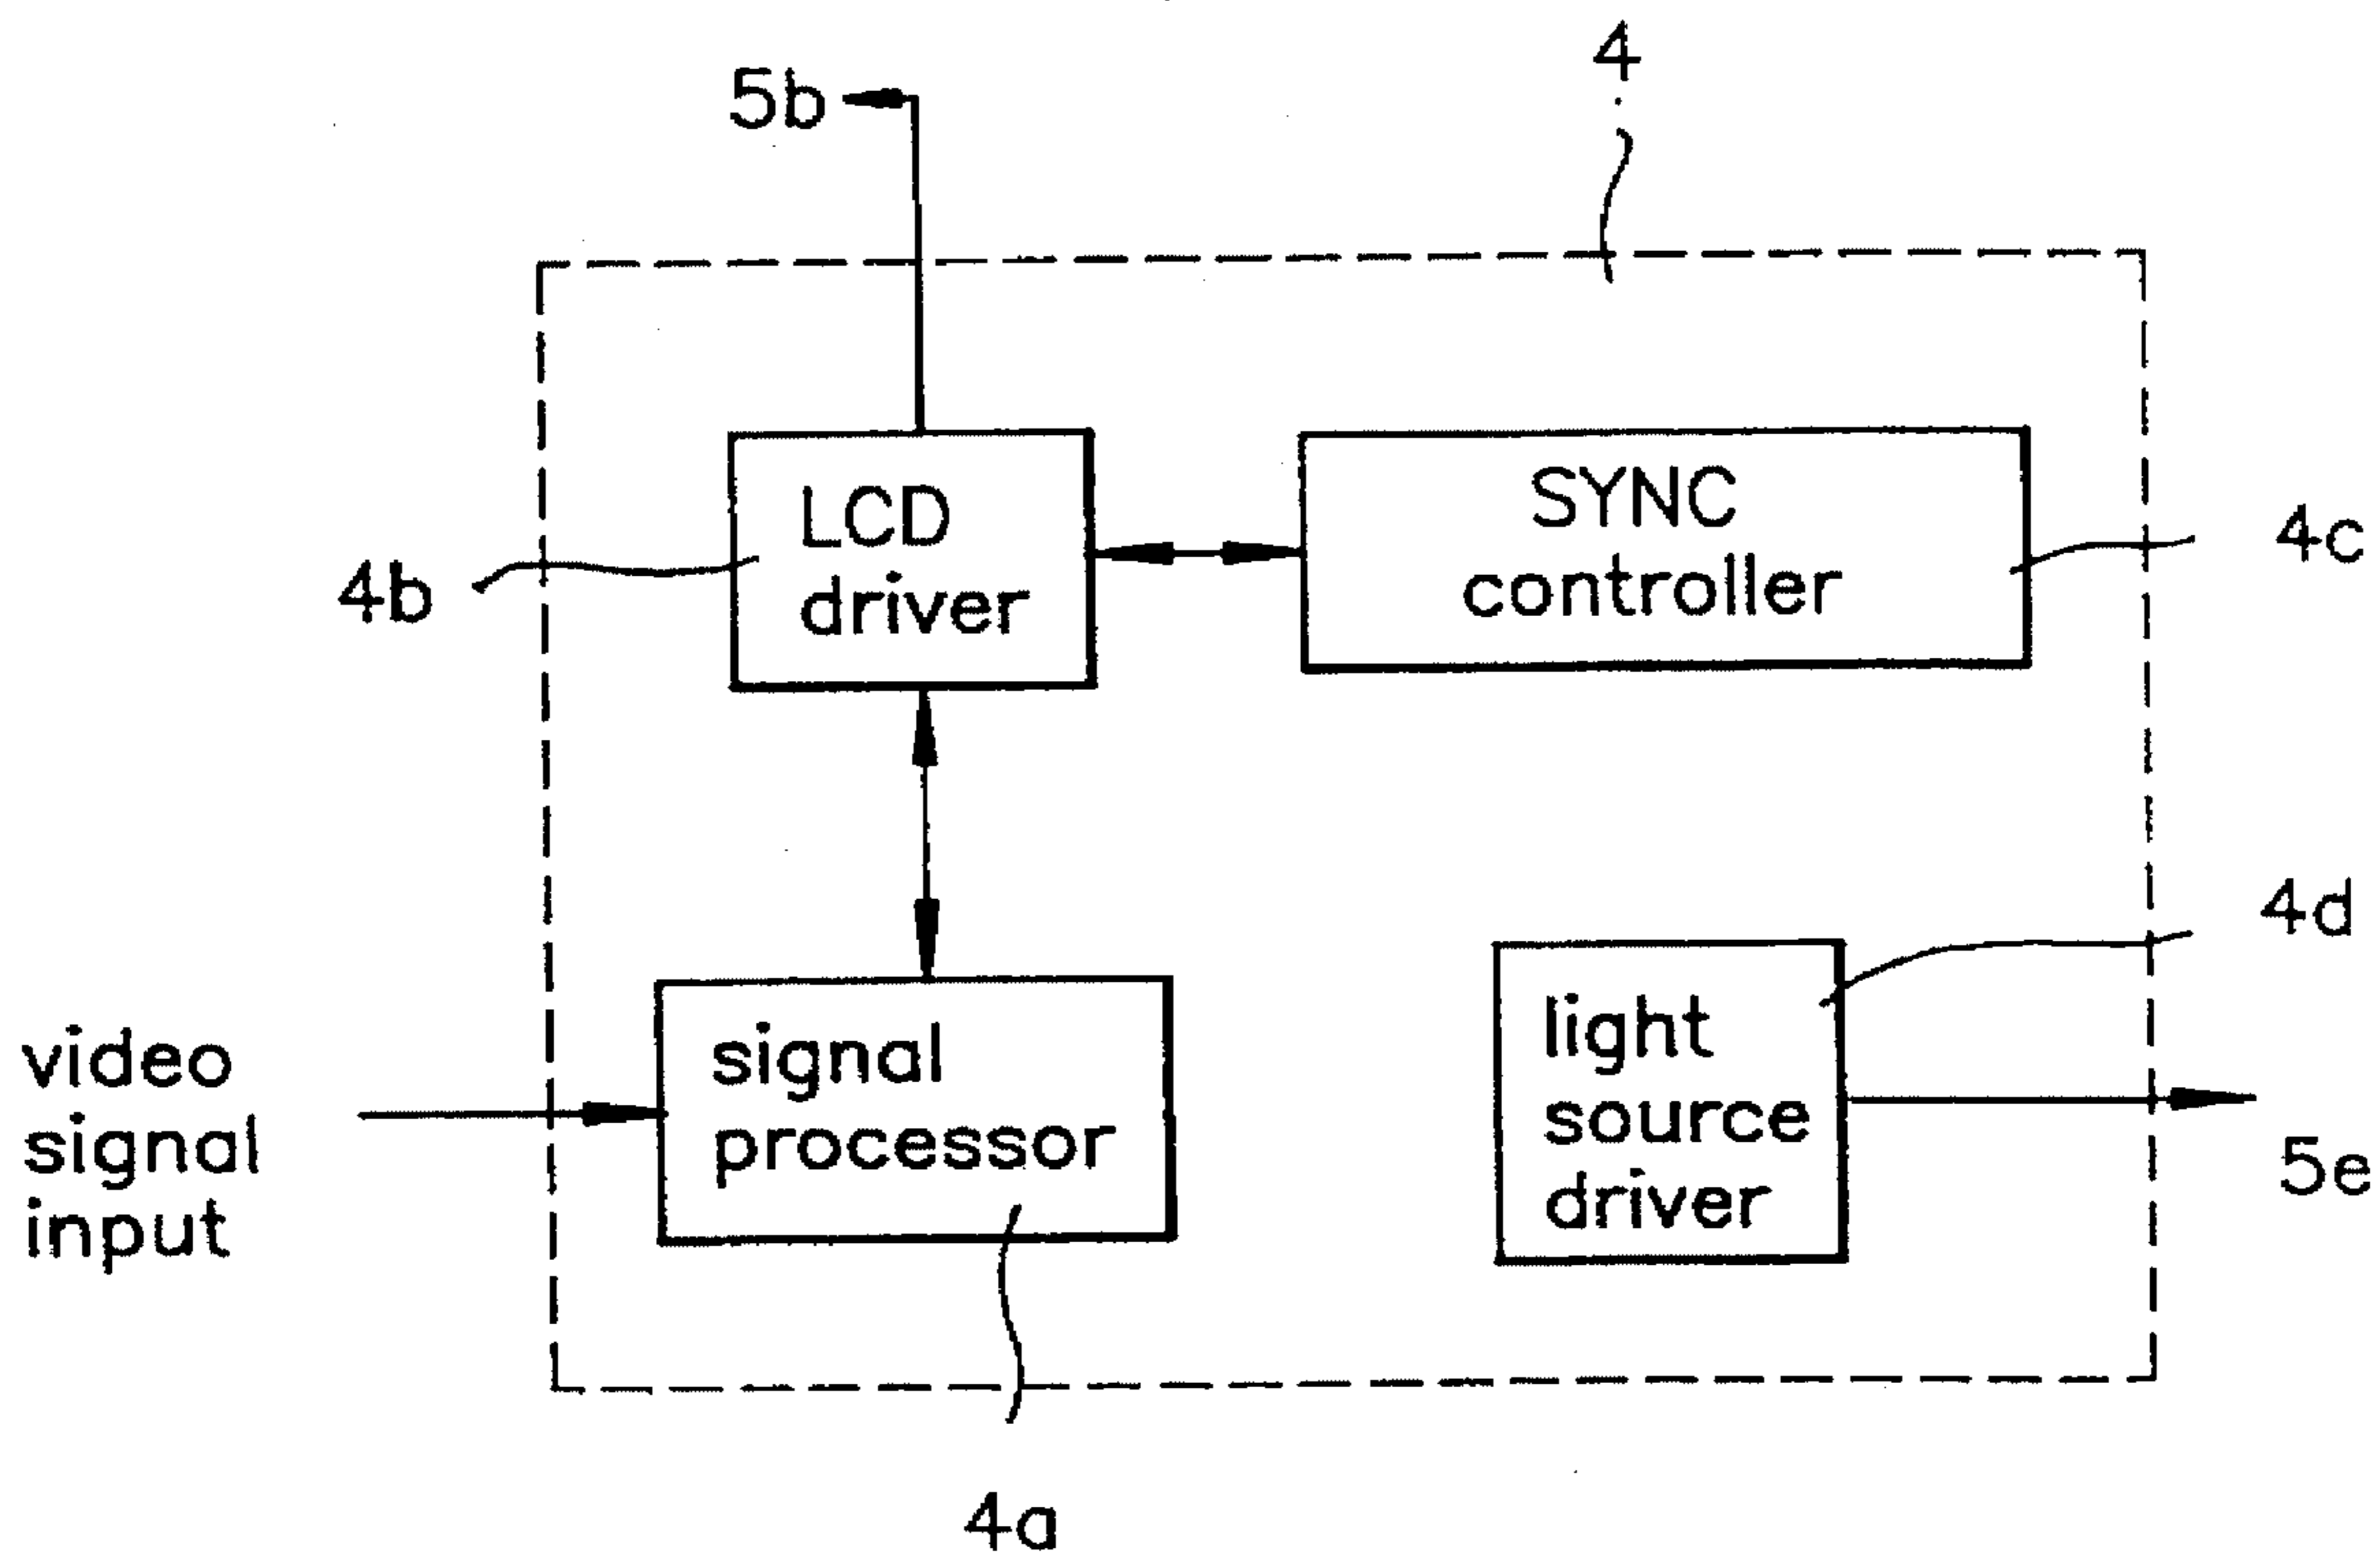 4
5b
LCD
driver
SYNC
controller
4b
4c
4d
video
signal
input
signal
processor
light
source
driver
5e
4a